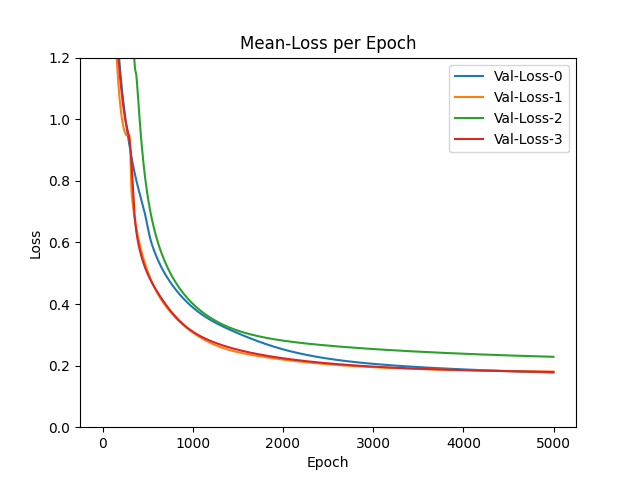 Mean-Loss per Epoch
1.2
1.0
0.8
0.6
0.4
0.2
0.0
Loss
Val-Loss-0
Val-Loss-1
Val-Loss-2
Val-Loss-3
0 1000 2000 3000 4000 5000
Epoch